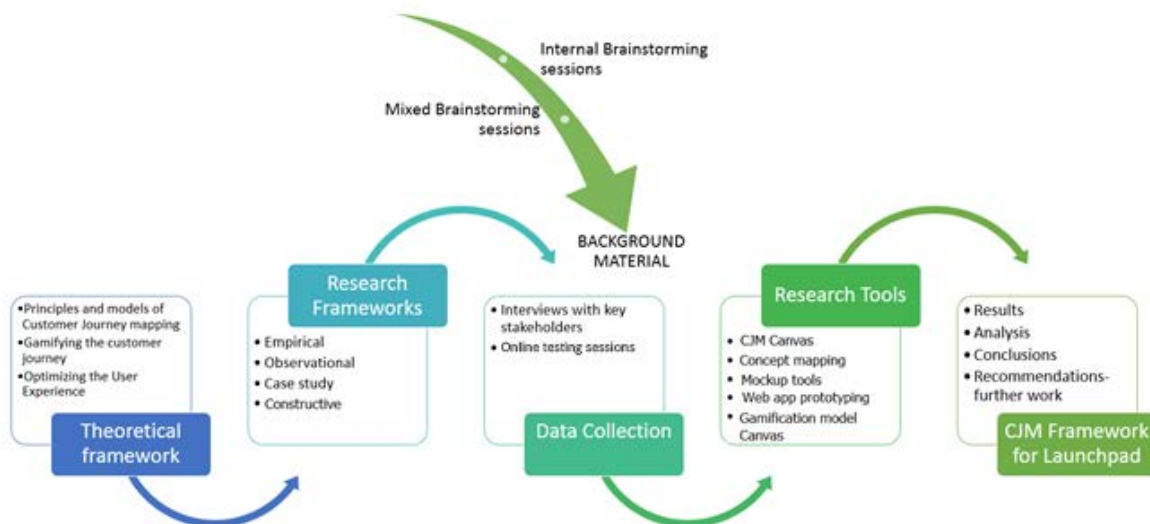 Internal Brainstorming
sessions
Mixed Brainstorming
sessions
BACKGROUND
MATERIAL
•Principles and models of
Customer Journey mapping
•Gamifying the customer
journey
•Optimizing the User
Experience
Theoretical
framework
Research
Frameworks
• Empirical
• Observational
• Case study
• Constructive
• Interviews with key
stakeholders
• Online testing sessions
Data Collection
Research Tools
• CJM Canvas
• Concept mapping
• Mockup tools
• Web app prototyping
• Gamification model
Canvas
• Results
• Analysis
• Conclusions
• Recommendations-
further work
CJM Framework
for Launchpad